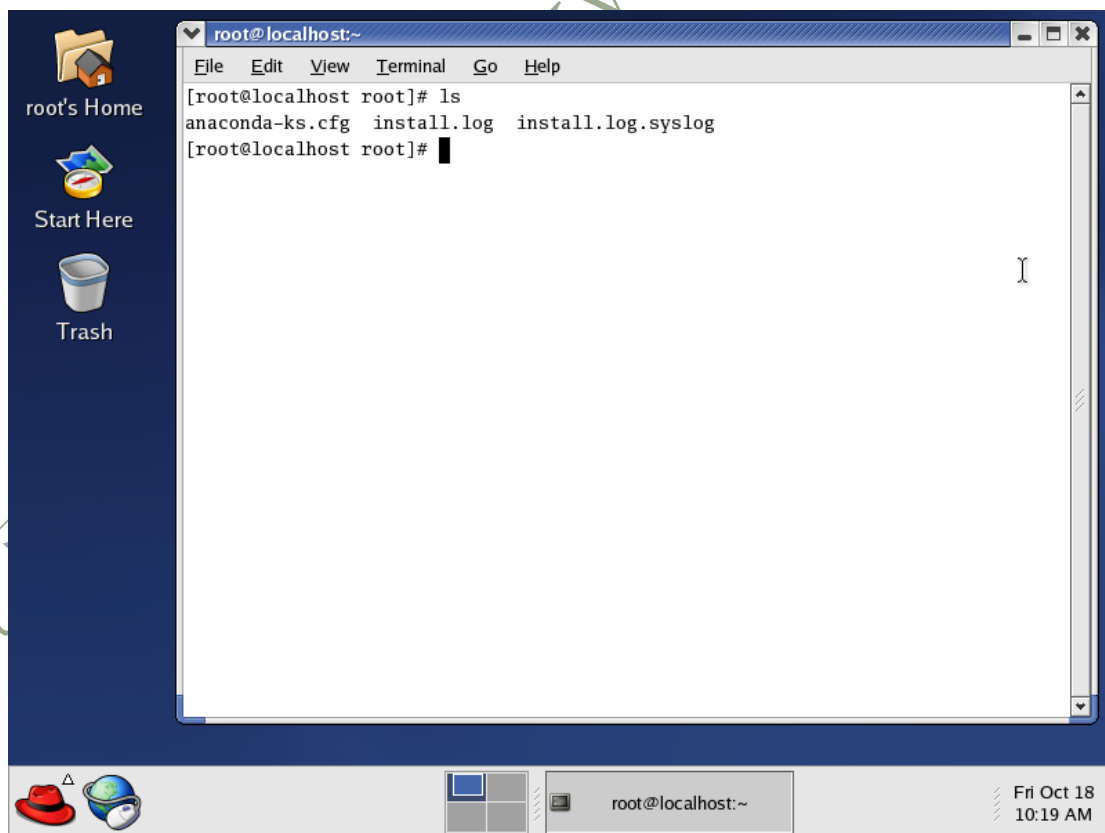 root@localhost:~
File Edit View Terminal Go Help
[root@localhost root]# ls
anaconda-ks.cfg install.log install.log.syslog
[root@localhost root]#
root's Home
Start Here
Trash
root@localhost:~
Fri Oct 18
10:19 AM